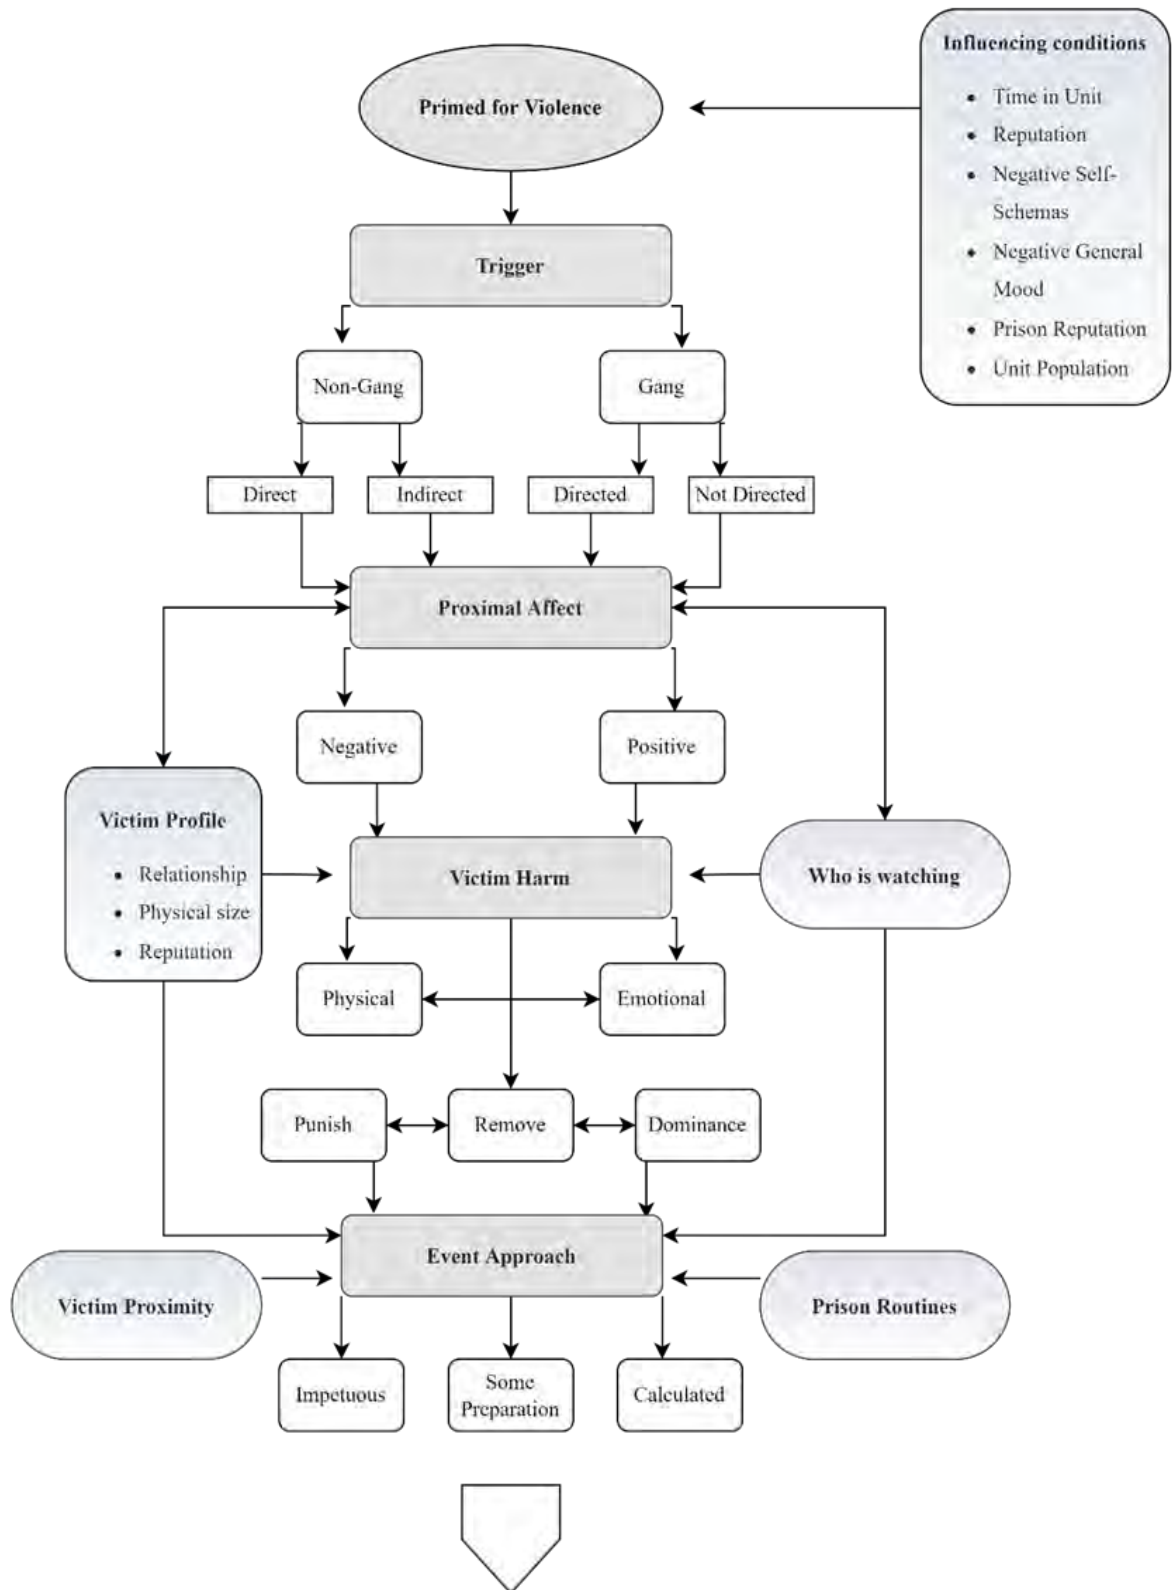 Influencing conditions
• Time in Unit
• Reputation
• Negative Self-
Schemas
• Negative General
Mood
• Prison Reputation
• Unit Population
Primed for Violence
Trigger
Non-Gang
Gang
Direct
Indirect
Directed
Not Directed
Proximal Affect
Negative
Positive
Victim Profile
• Relationship
• Physical size
• Reputation
Victim Harm
Who is watching
Physical
Emotional
Punish
Remove
Dominance
Event Approach
Victim Proximity
Prison Routines
Impetuous
Some
Preparation
Calculated